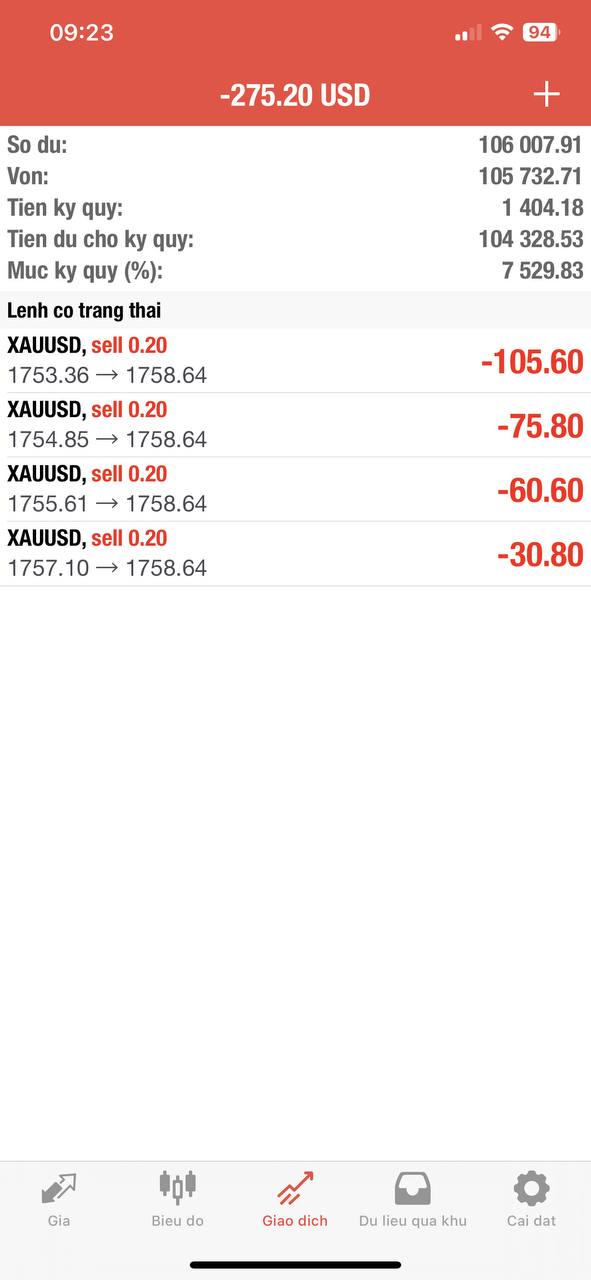 09:23
94
-275.20 USD
So du: 106 007.91
Von: 105 732.71
Tien ky quy: 1 404.18
Tien du cho ky quy: 104 328.53
Muc ky quy (%): 7 529.83
Lenh co trang thai
XAUUSD, sell 0.20
1753.36 → 1758.64
-105.60
XAUUSD, sell 0.20
1754.85 → 1758.64
-75.80
XAUUSD, sell 0.20
1755.61 → 1758.64
-60.60
XAUUSD, sell 0.20
1757.10 → 1758.64
-30.80
Gia Bieu do Giao dich Du lieu qua khu Cai dat